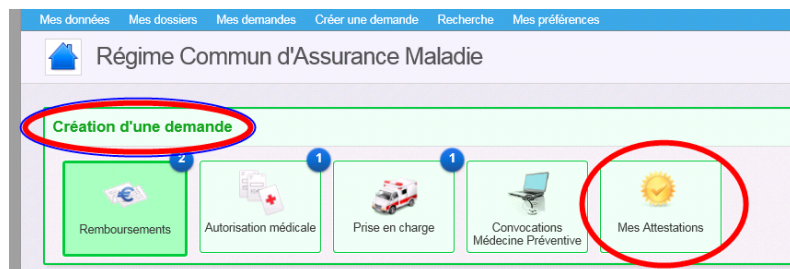 Mes données Mes dossiers Mes demandes Créer une demande Recherche Mes préférences
Régime Commun d'Assurance Maladie
Création d'une demande
2 1 1
Remboursements Autorisation médicale Prise en charge Convocations Mes Attestations
Médecine Préventive